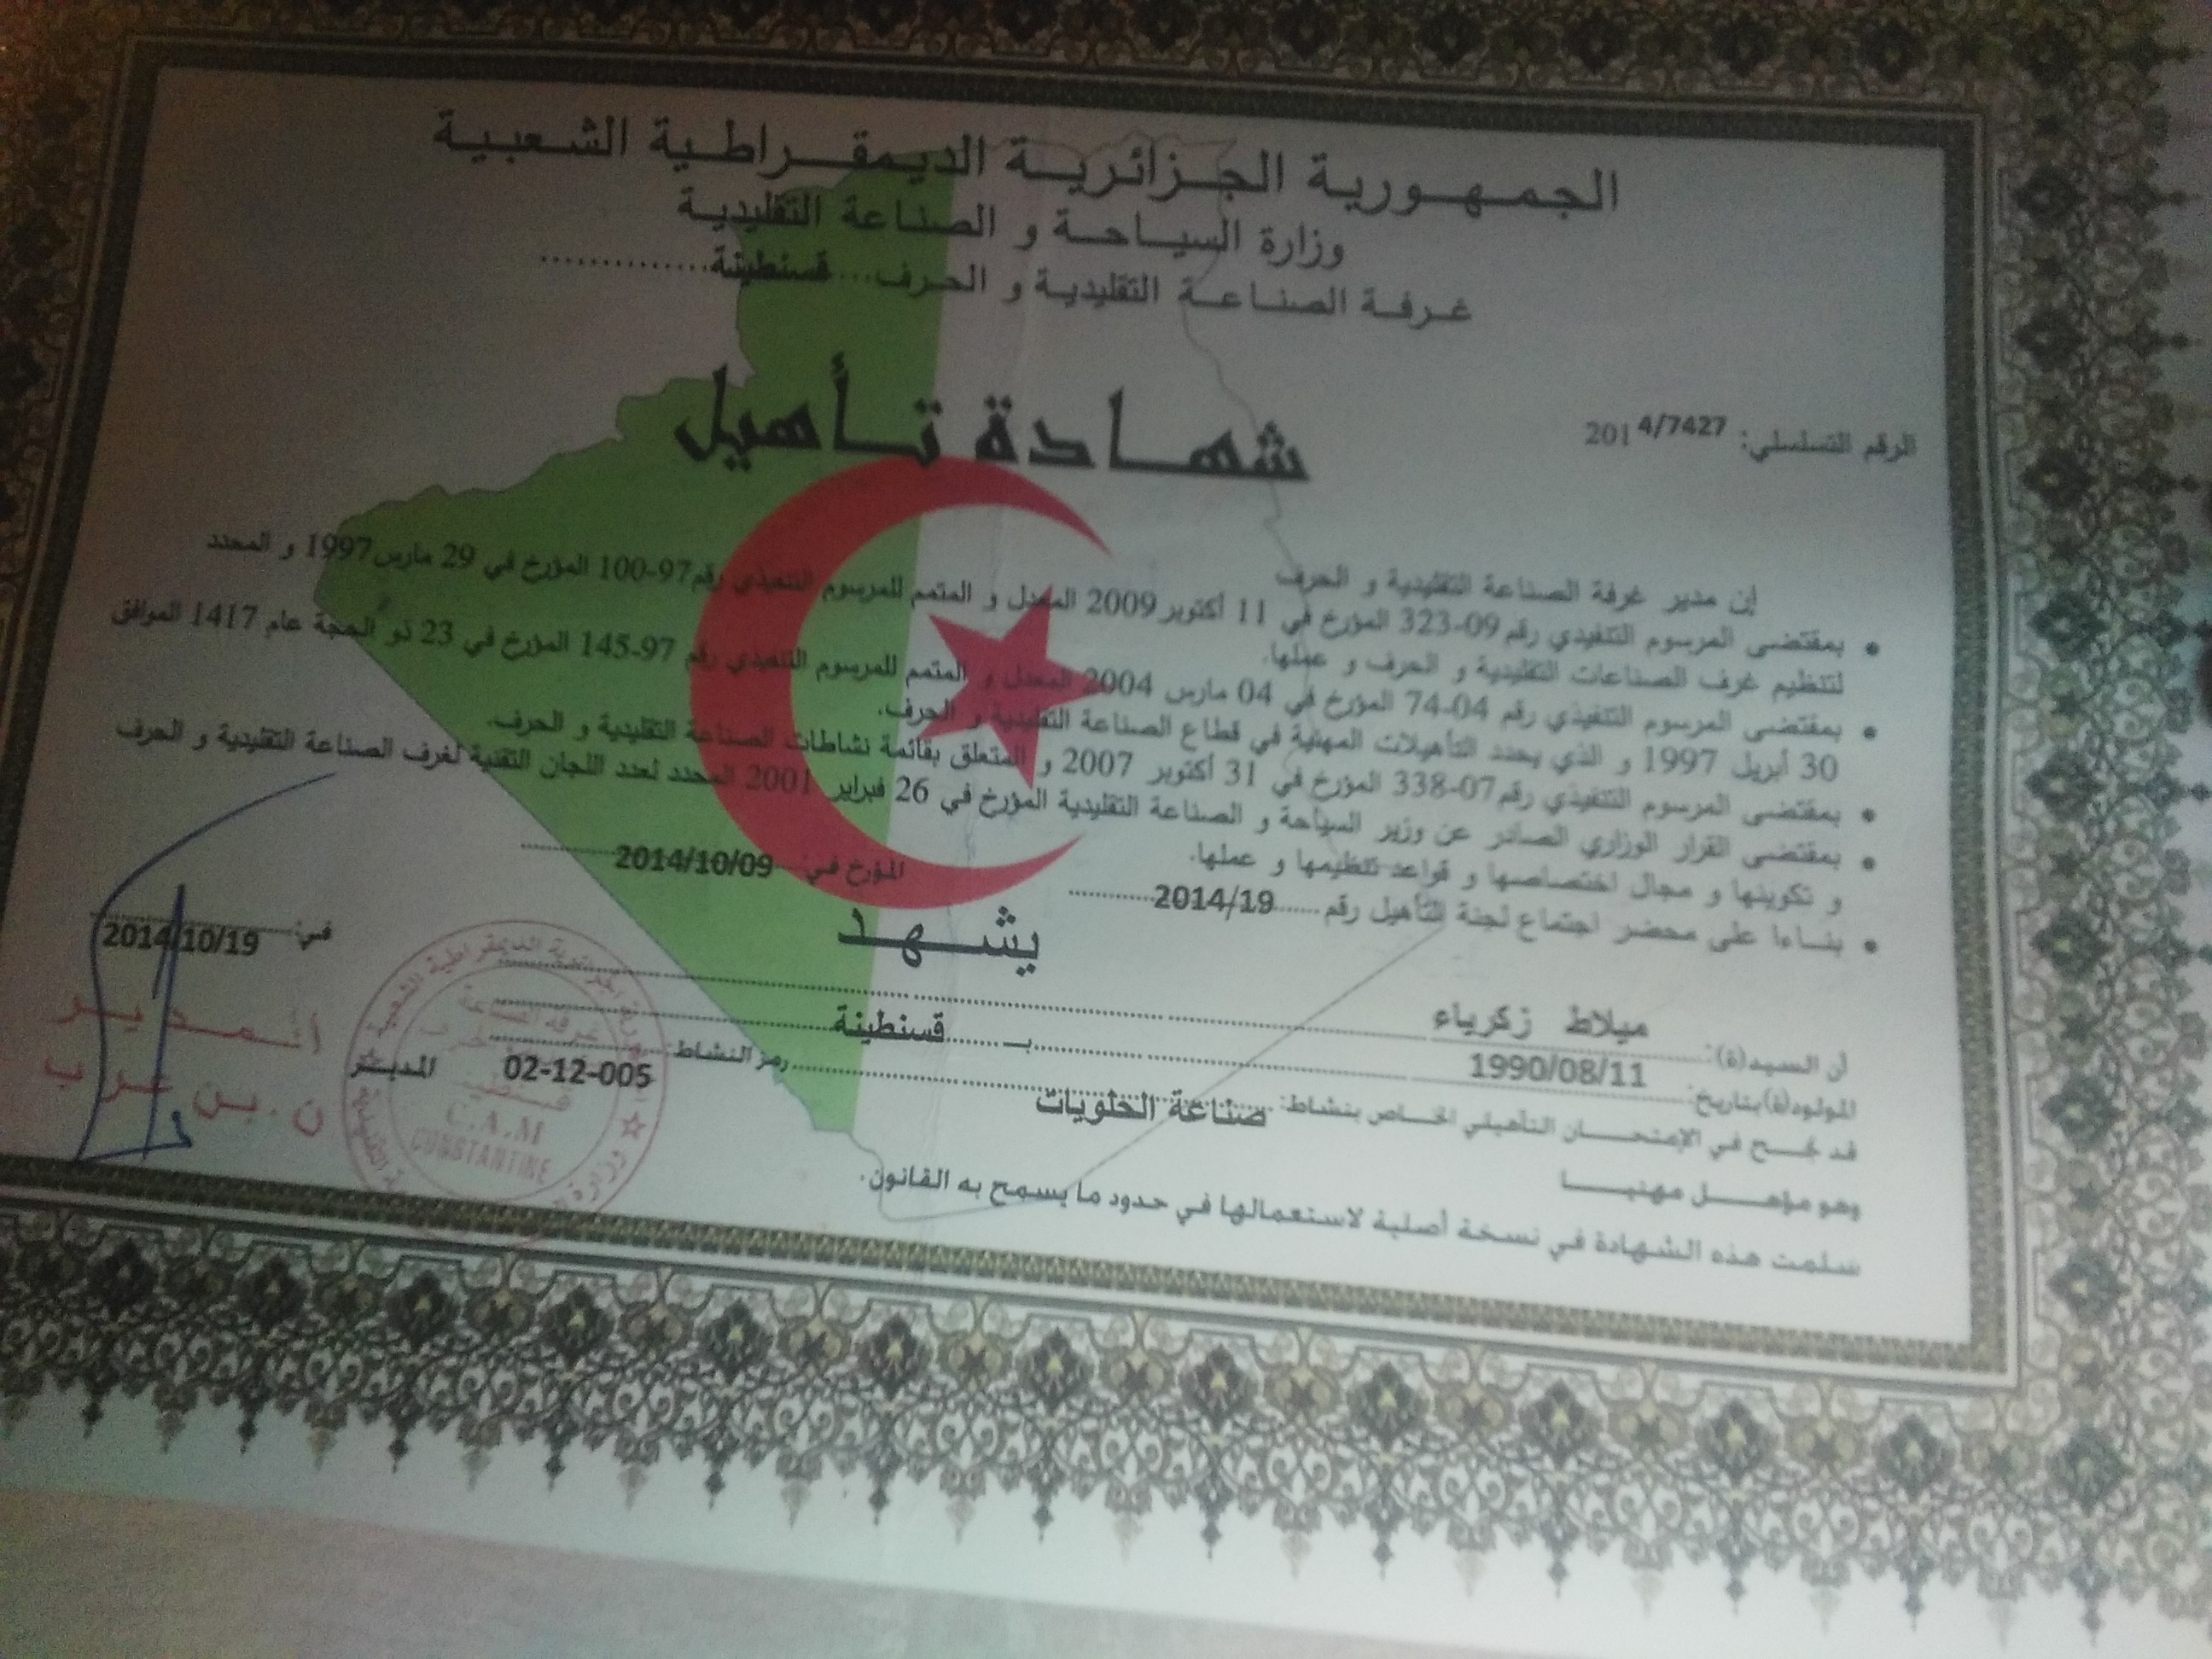 الجمهورية الجزائرية الديمقراطية الشعبية
وزارة السياحة و الصناعة التقليدية
غرفة الصناعة التقليدية و الحرف....قسنطينة..............
الرقم التسلسلي: 2014/7427
شهادة تأهيل
إن مدير غرفة الصناعة التقليدية و الحرف
• بمقتضى المرسوم التنفيذي رقم 09-323 المؤرخ في 11 أكتوبر 2009 المعدل و المتمم للمرسوم التنفيذي رقم 97-100 المؤرخ في 29 مارس 1997 و المحدد
لتنظيم غرف الصناعات التقليدية و الحرف و عملها.
• بمقتضى المرسوم التنفيذي رقم 04-74 المؤرخ في 04 مارس 2004 المعدل و المتمم للمرسوم التنفيذي رقم 97-145 المؤرخ في 23 ذو الحجة عام 1417 الموافق
30 أبريل 1997 و الذي يحدد التأهيلات المهنية في قطاع الصناعة التقليدية و الحرف.
• بمقتضى المرسوم التنفيذي رقم 07-338 المؤرخ في 31 أكتوبر 2007 و المتعلق بقائمة نشاطات الصناعة التقليدية و الحرف.
• بمقتضى القرار الوزاري الصادر عن وزير السياحة و الصناعة التقليدية المؤرخ في 26 فبراير 2001 المحدد لعدد اللجان التقنية لغرف الصناعة التقليدية و الحرف
و تكوينها و مجال اختصاصها و قواعد تنظيمها و عملها.
• بناءا على محضر اجتماع لجنة التأهيل رقم ......2014/19............ المؤرخ في: 2014/10/09
يشهد
أن السيد(ة): ميلاط زكرياء
المولود(ة) بتاريخ: 1990/08/11 بـ قسنطينة
قد نجح في الإمتحان التأهيلي الخاص بنشاط: صناعة الحلويات رمز النشاط: 02-12-005
وهو مؤهل مهنيا
سلمت هذه الشهادة في نسخة أصلية لاستعمالها في حدود ما يسمح به القانون.
في: 2014/10/19
المدير
المدير
ن.بن عرب
C.A.M
CONSTANTINE